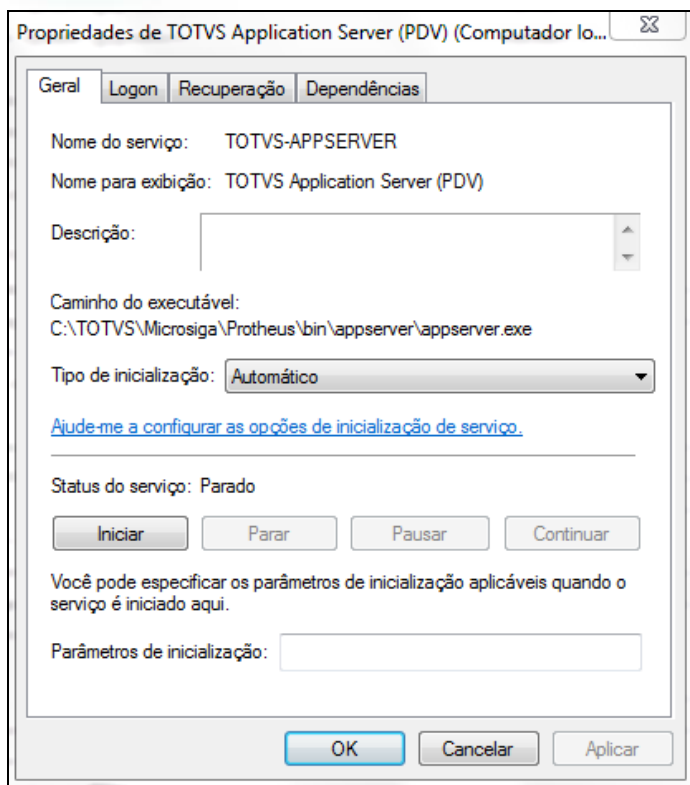 Propriedades de TOTVS Application Server (PDV) (Computador lo...
Geral
Logon
Recuperação
Dependências
Nome do serviço: TOTVS-APPSERVER
Nome para exibição: TOTVS Application Server (PDV)
Descrição:
Caminho do executável:
C:\TOTVS\Microsiga\Protheus\bin\appserver\appserver.exe
Tipo de inicialização: Automático
Ajude-me a configurar as opções de inicialização de serviço.
Status do serviço: Parado
Iniciar
Parar
Pausar
Continuar
Você pode especificar os parâmetros de inicialização aplicáveis quando o
serviço é iniciado aqui.
Parâmetros de inicialização:
OK
Cancelar
Aplicar